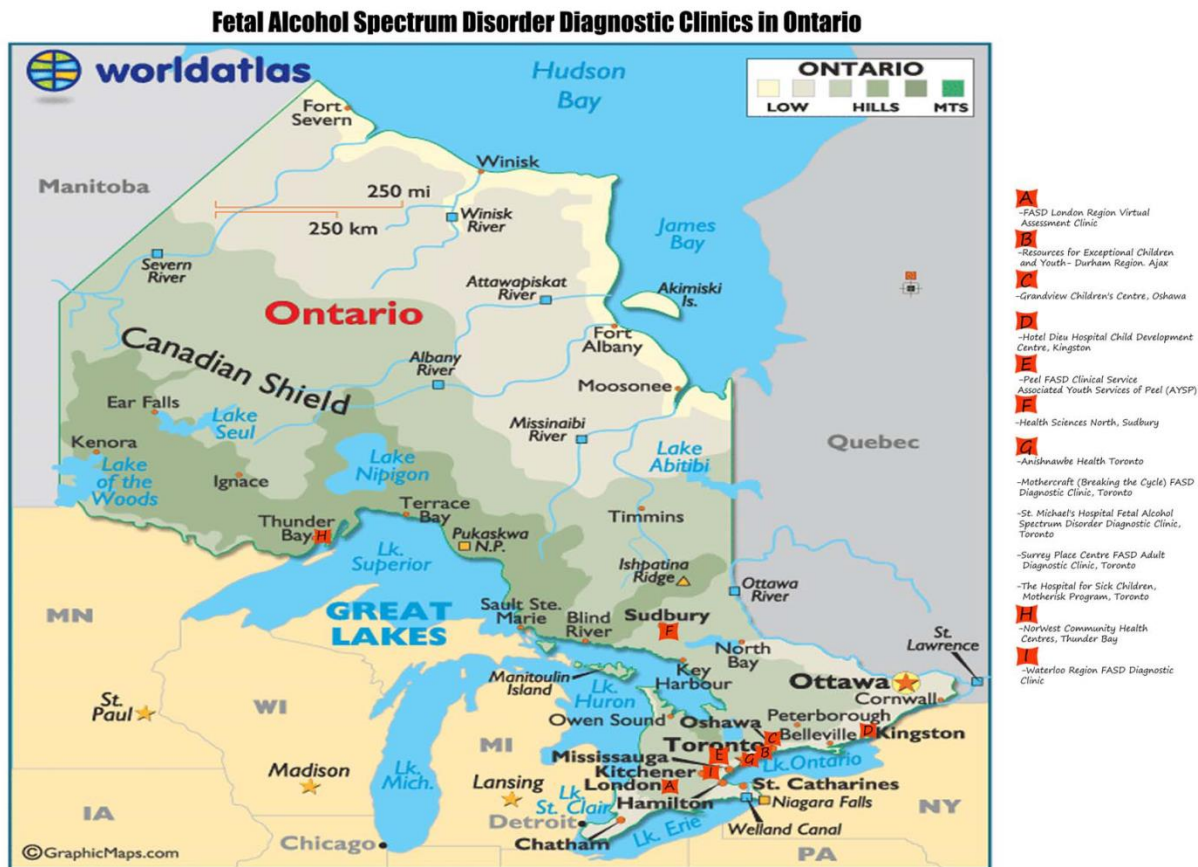 Fetal Alcohol Spectrum Disorder Diagnostic Clinics in Ontario
worldatlas
Hudson
Bay
ONTARIO
LOW HILLS MTS
Fort
Severn
Manitoba
Winisk
250 mi
250 km
Winisk
River
James
Bay
Severn
River
Attawapiskat
River
Akimiski
Is.
Ontario
Fort
Albany
Canadian Shield
Albany
River
Moosonee
Ear Falls
Lake
Seul
Missinaibi
River
Quebec
Kenora
Lake
of the
Woods
Ignace
Lake
Nipigon
Lake
Abitibi
Terrace
Bay
Timmins
Thunder
Bay
H
Pukaskwa
N.P.
Lk.
Superior
Ishpatina
Ridge
Ottawa
River
MN
GREAT
LAKES
Sault Ste.
Marie
Blind
River
Sudbury
F
North
Bay
St.
Lawrence
Key
Harbour
Manitoulin
Island
Ottawa
Cornwall
St.
Paul
WI
Lk.
Huron
Owen Sound
Oshawa
C
Peterborough
Belleville
D
Kingston
MI
Toronto
B
G
E
Mississauga
Lk. Ontario
Madison
Lk.
Mich.
Lansing
Kitchener
I
London
A
St. Catharines
Lk.
St. Clair
Hamilton
Niagara Falls
NY
IA
Detroit
Welland Canal
Chicago
Chatham
Lk. Erie
PA
©GraphicMaps.com
A
-FASD London Region Virtual
Assessment Clinic
B
-Resources for Exceptional Children
and Youth- Durham Region. Ajax
C
-Grandview Children's Centre, Oshawa
D
-Hotel Dieu Hospital Child Development
Centre, Kingston
E
-Peel FASD Clinical Service
Associated Youth Services of Peel (AYSP)
F
-Health Sciences North, Sudbury
G
-Anishnawbe Health Toronto
-Mothercraft (Breaking the Cycle) FASD
Diagnostic Clinic, Toronto
-St. Michael's Hospital Fetal Alcohol
Spectrum Disorder Diagnostic Clinic,
Toronto
-Surrey Place Centre FASD Adult
Diagnostic Clinic, Toronto
-The Hospital for Sick Children,
Motherisk Program, Toronto
H
-NorWest Community Health
Centres, Thunder Bay
I
-Waterloo Region FASD Diagnostic
Clinic